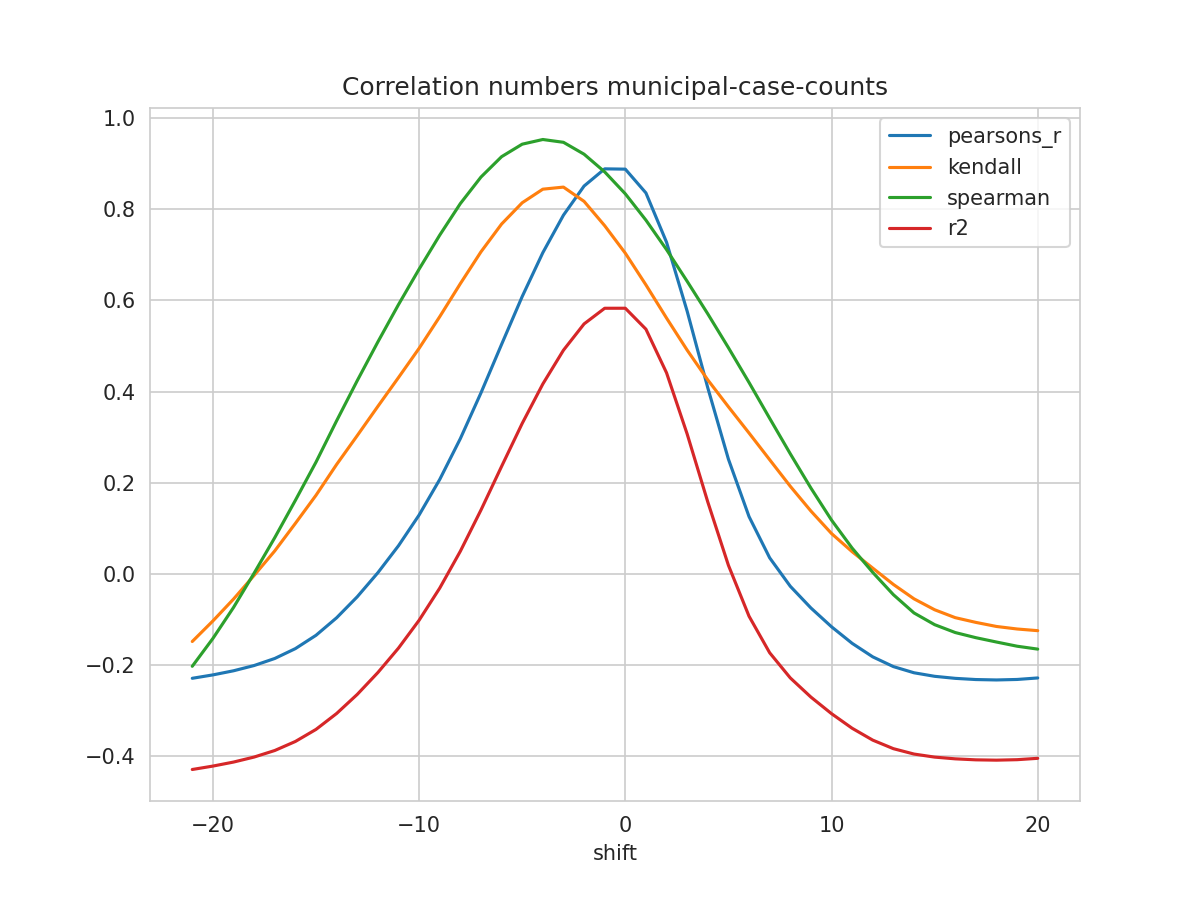 Correlation numbers municipal-case-counts
1.0
0.8
0.6
0.4
0.2
0.0
−0.2
−0.4
pearsons_r
kendall
spearman
r2
−20 −10 0 10 20
shift